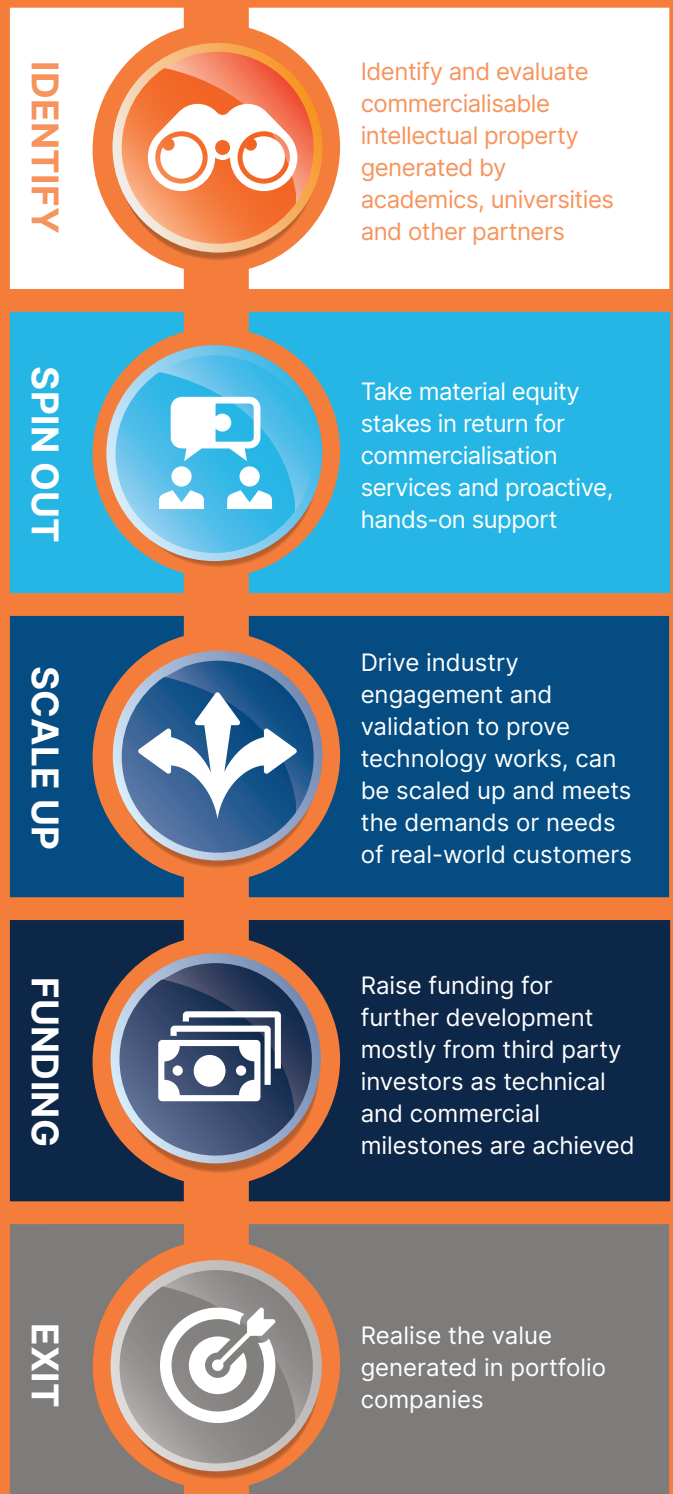 IDENTIFY
Identify and evaluate
commercialisable
intellectual property
generated by
academics, universities
and other partners
SPIN OUT
Take material equity
stakes in return for
commercialisation
services and proactive,
hands-on support
SCALE UP
Drive industry
engagement and
validation to prove
technology works, can
be scaled up and meets
the demands or needs
of real-world customers
FUNDING
Raise funding for
further development
mostly from third party
investors as technical
and commercial
milestones are achieved
EXIT
Realise the value
generated in portfolio
companies